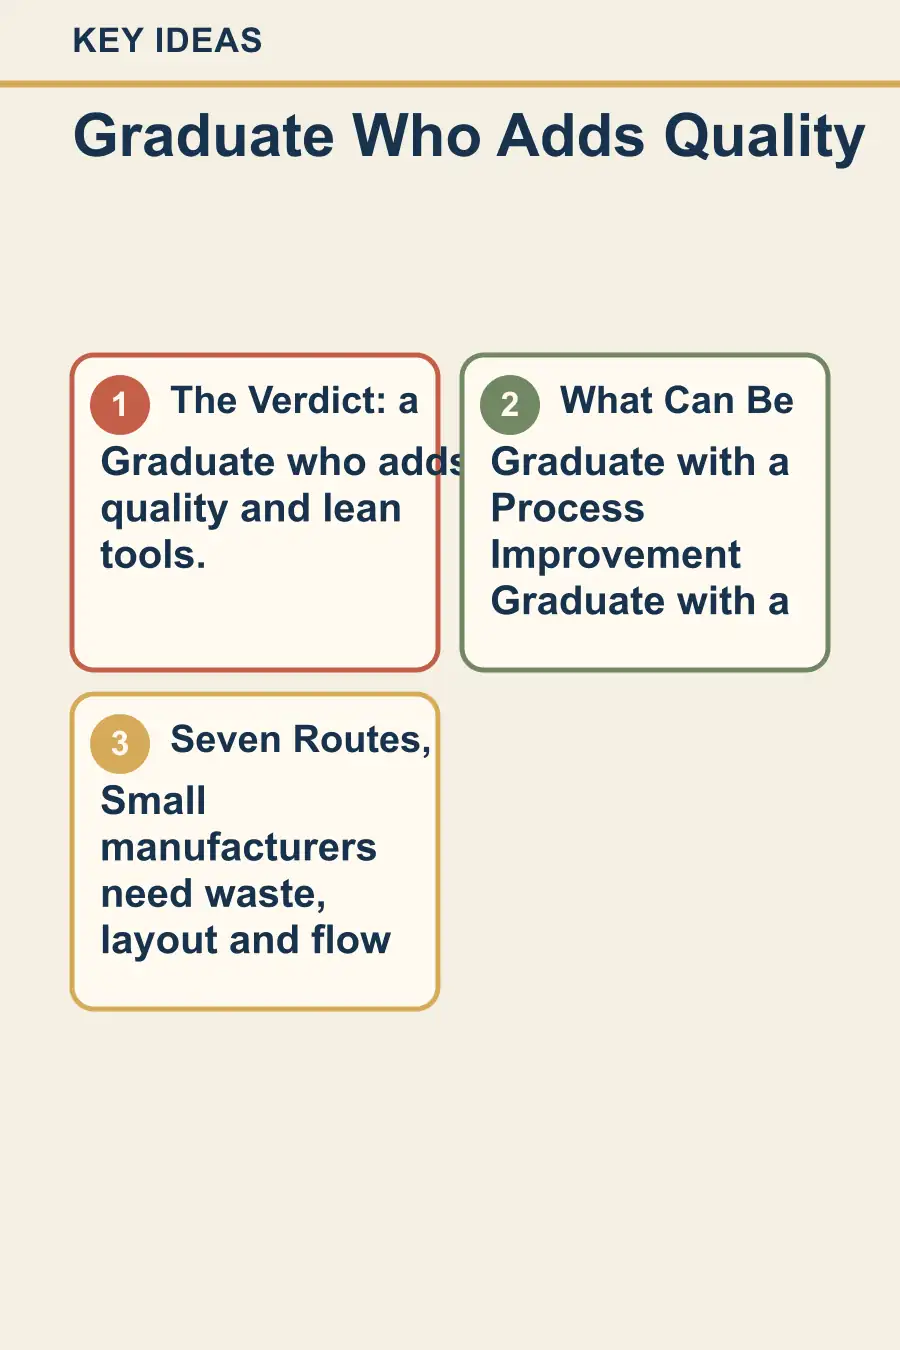 KEY IDEAS
Graduate Who Adds Quality
1 The Verdict: a
Graduate who adds
quality and lean
tools.
2 What Can Be
Graduate with a
Process
Improvement
Graduate with a
3 Seven Routes,
Small
manufacturers
need waste,
layout and flow